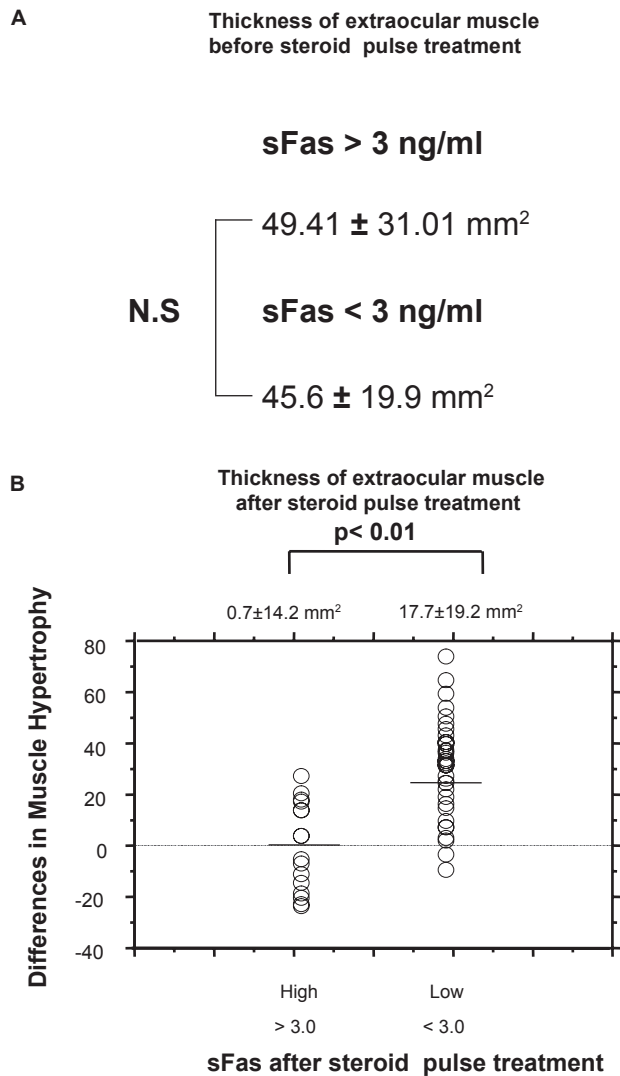 A
Thickness of extraocular muscle
before steroid pulse treatment
sFas > 3 ng/ml
49.41 ± 31.01 mm²
N.S
sFas < 3 ng/ml
45.6 ± 19.9 mm²
B
Thickness of extraocular muscle
after steroid pulse treatment
p< 0.01
0.7±14.2 mm²
17.7±19.2 mm²
Differences in Muscle Hypertrophy
80
60
40
20
0
-20
-40
High
Low
> 3.0
< 3.0
sFas after steroid pulse treatment